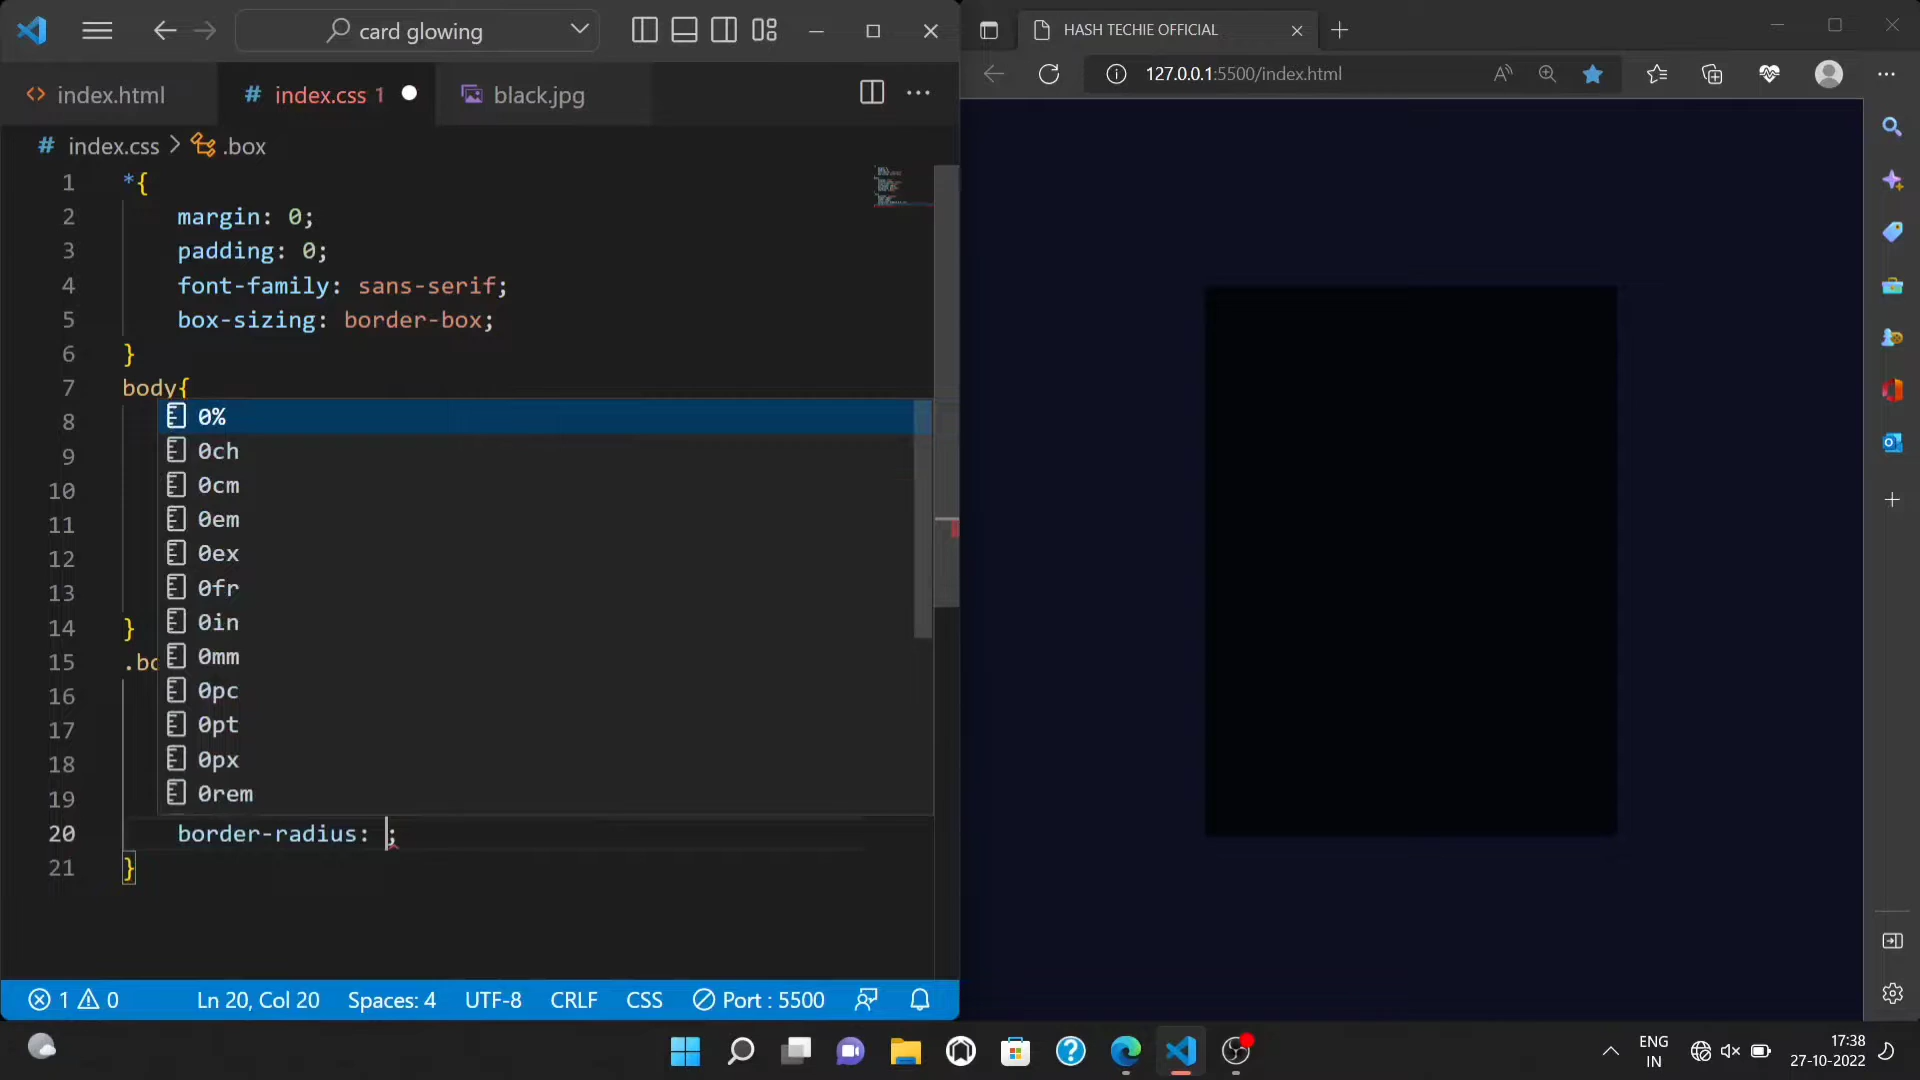 card glowing
index.html
# index.css 1
black.jpg
# index.css > .box
1 *{
2 margin: 0;
3 padding: 0;
4 font-family: sans-serif;
5 box-sizing: border-box;
6 }
7 body{
8
9
10
11
12
13
14 }
15 .bo
16
17
18
19
0%
0ch
0cm
0em
0ex
0fr
0in
0mm
0pc
0pt
0px
0rem
20 border-radius: ;
21 }
1 0 Ln 20, Col 20 Spaces: 4 UTF-8 CRLF CSS Port : 5500
HASH TECHIE OFFICIAL
127.0.0.1:5500/index.html
ENG
IN
17:38
27-10-2022